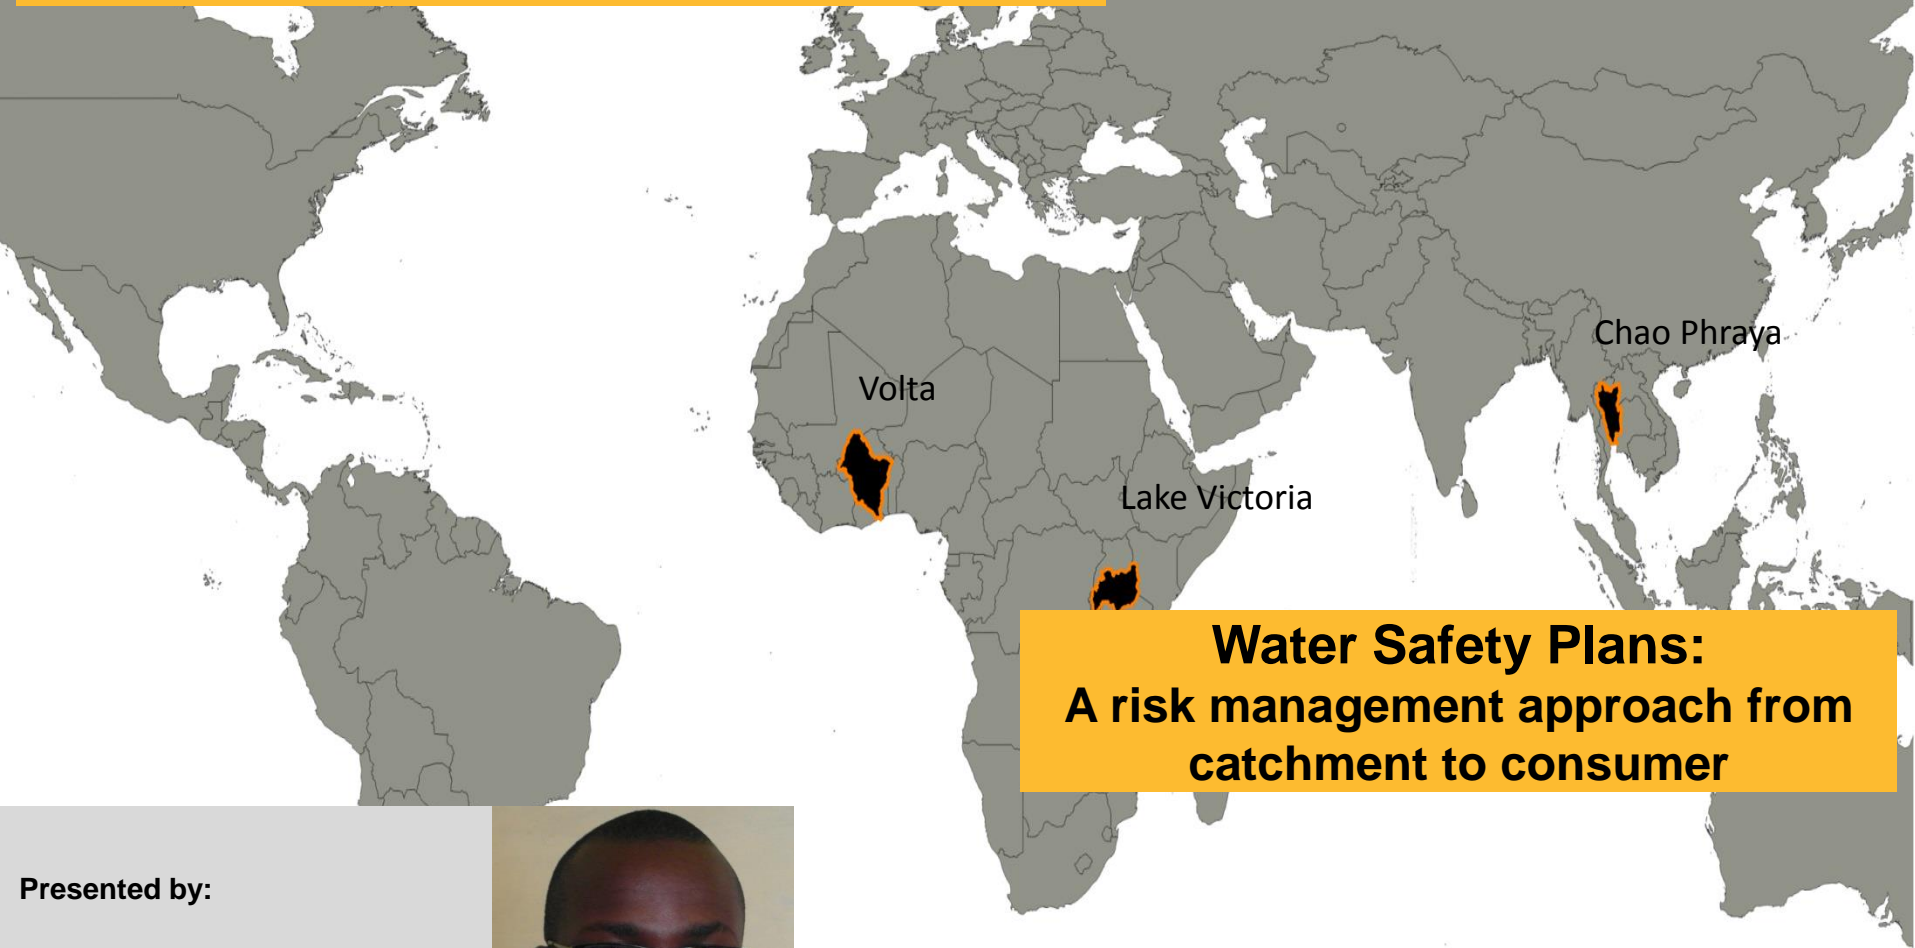 Chao Phraya
Volta
Lake Victoria
Water Safety Plans:
A risk management approach from
catchment to consumer
Presented by: